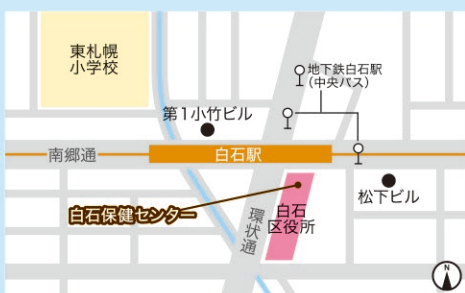 東札幌
小学校
地下鉄白石駅
（中央バス）
第1小竹ビル
南郷通
白石駅
松下ビル
白石保健センター
白石
区役所
環状通
N